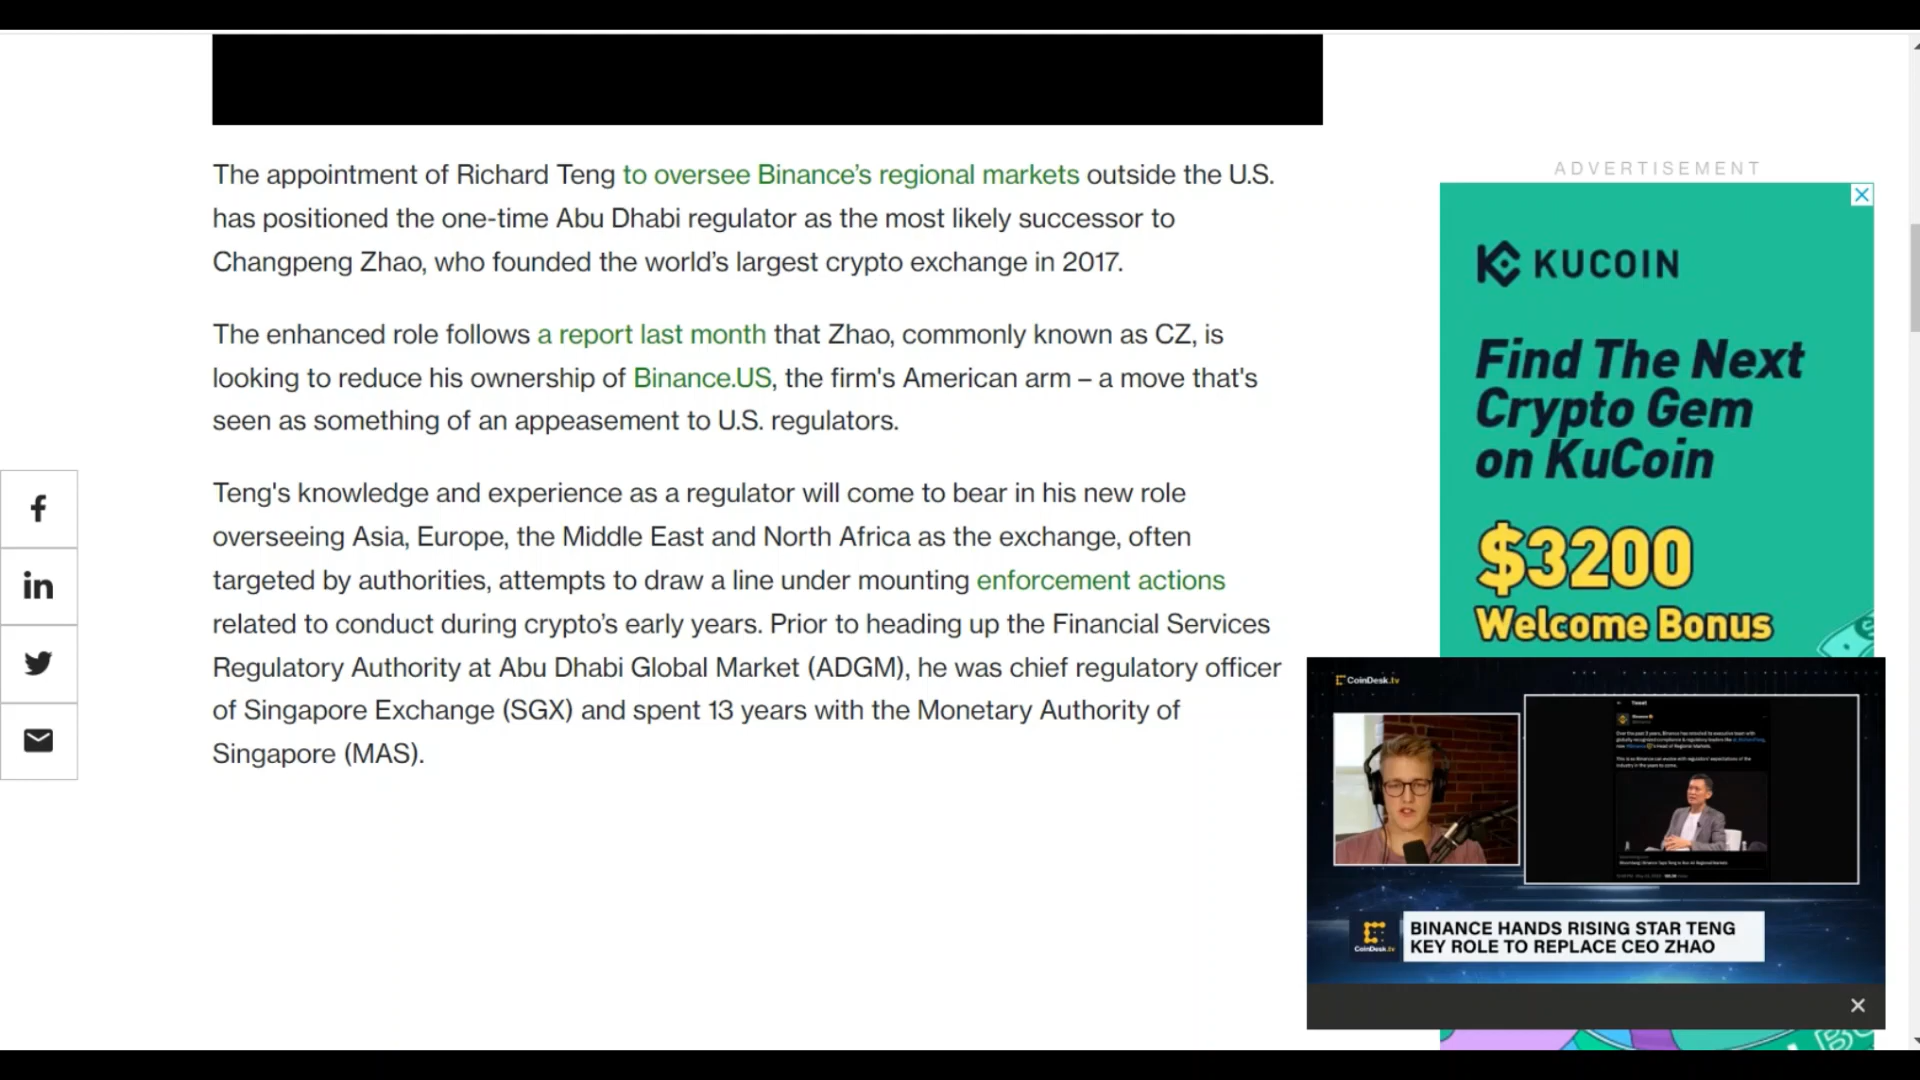 The appointment of Richard Teng to oversee Binance’s regional markets outside the U.S.
has positioned the one-time Abu Dhabi regulator as the most likely successor to
Changpeng Zhao, who founded the world’s largest crypto exchange in 2017.
The enhanced role follows a report last month that Zhao, commonly known as CZ, is
looking to reduce his ownership of Binance.US, the firm's American arm – a move that's
seen as something of an appeasement to U.S. regulators.
Teng's knowledge and experience as a regulator will come to bear in his new role
overseeing Asia, Europe, the Middle East and North Africa as the exchange, often
targeted by authorities, attempts to draw a line under mounting enforcement actions
related to conduct during crypto’s early years. Prior to heading up the Financial Services
Regulatory Authority at Abu Dhabi Global Market (ADGM), he was chief regulatory officer
of Singapore Exchange (SGX) and spent 13 years with the Monetary Authority of
Singapore (MAS).
ADVERTISEMENT
KUCOIN
Find The Next
Crypto Gem
on KuCoin
$3200
Welcome Bonus
CoinDesk.tv
Tweet
Binance
CoinDesk.tv
BINANCE HANDS RISING STAR TENG
KEY ROLE TO REPLACE CEO ZHAO